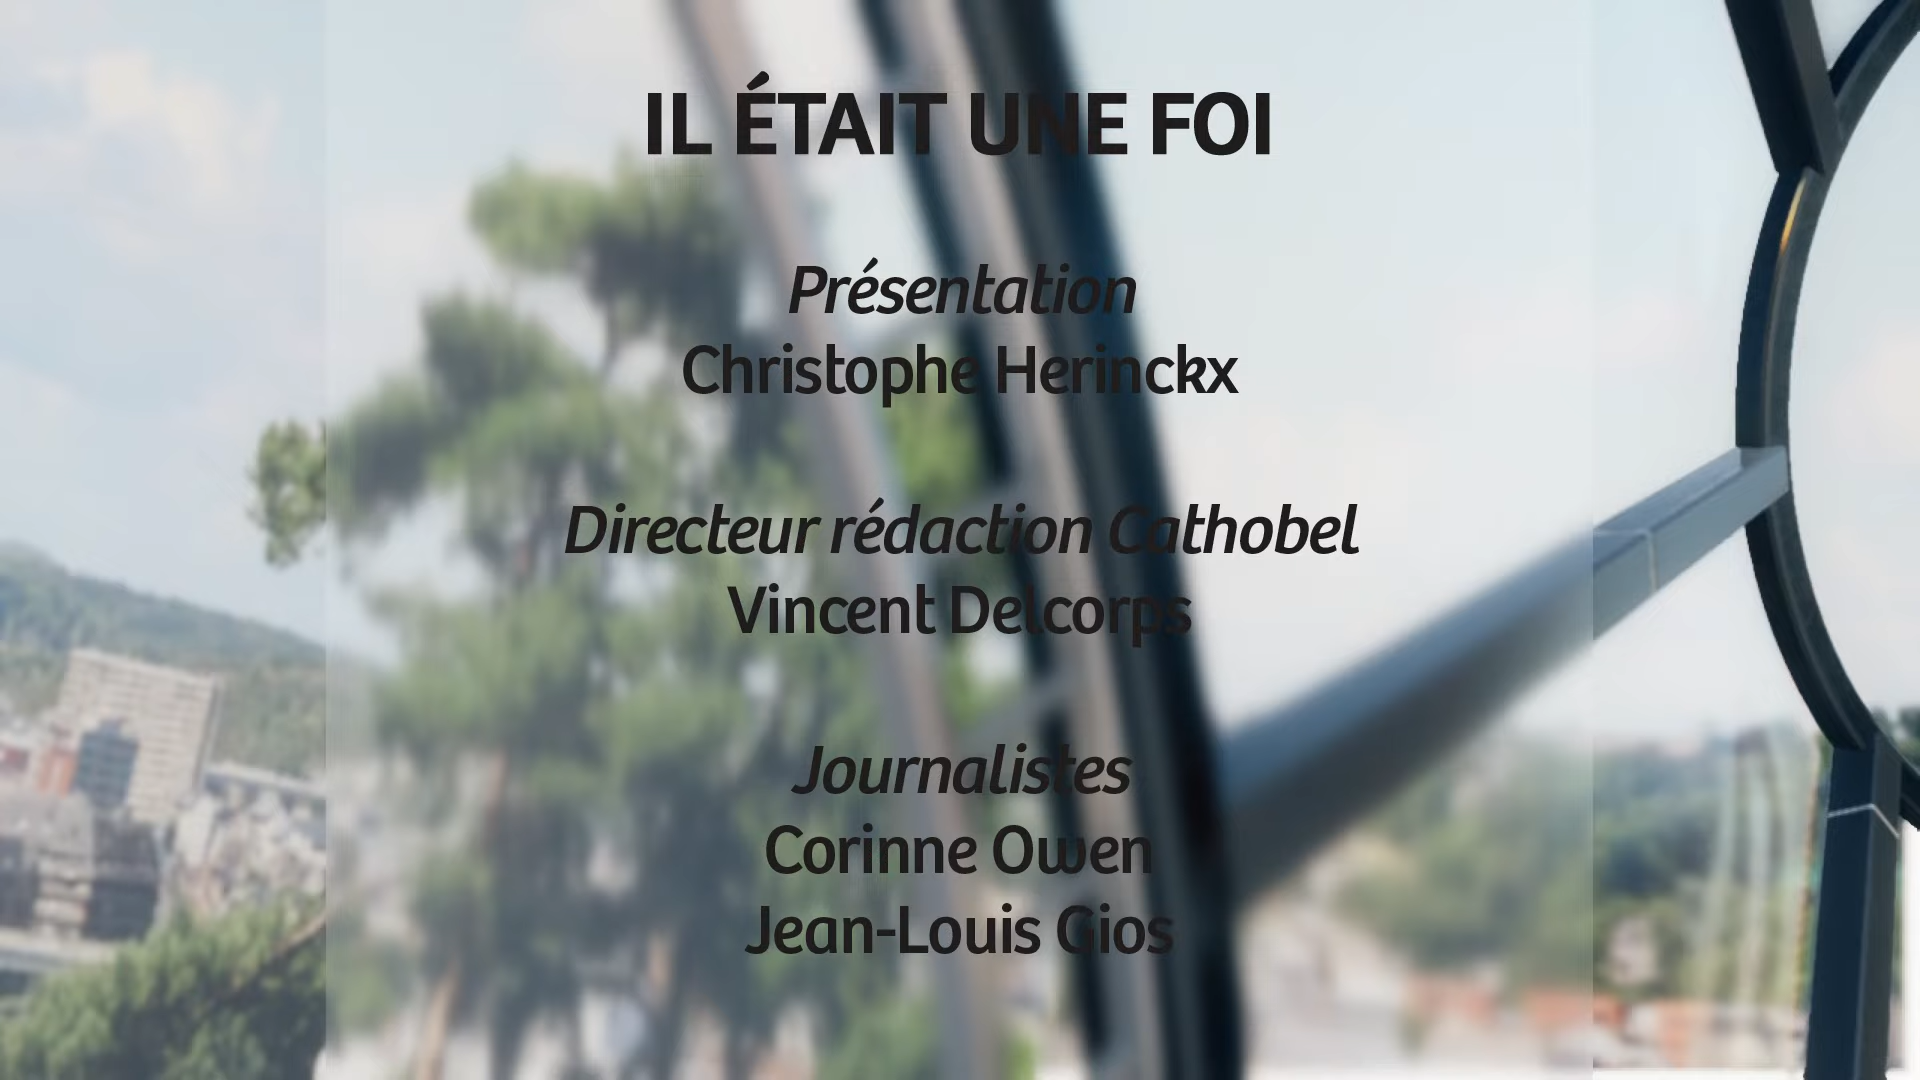 IL ÉTAIT UNE FOI
Présentation
Christophe Herinckx
Directeur rédaction Cathobel
Vincent Delcorps
Journalistes
Corinne Owen
Jean-Louis Gios